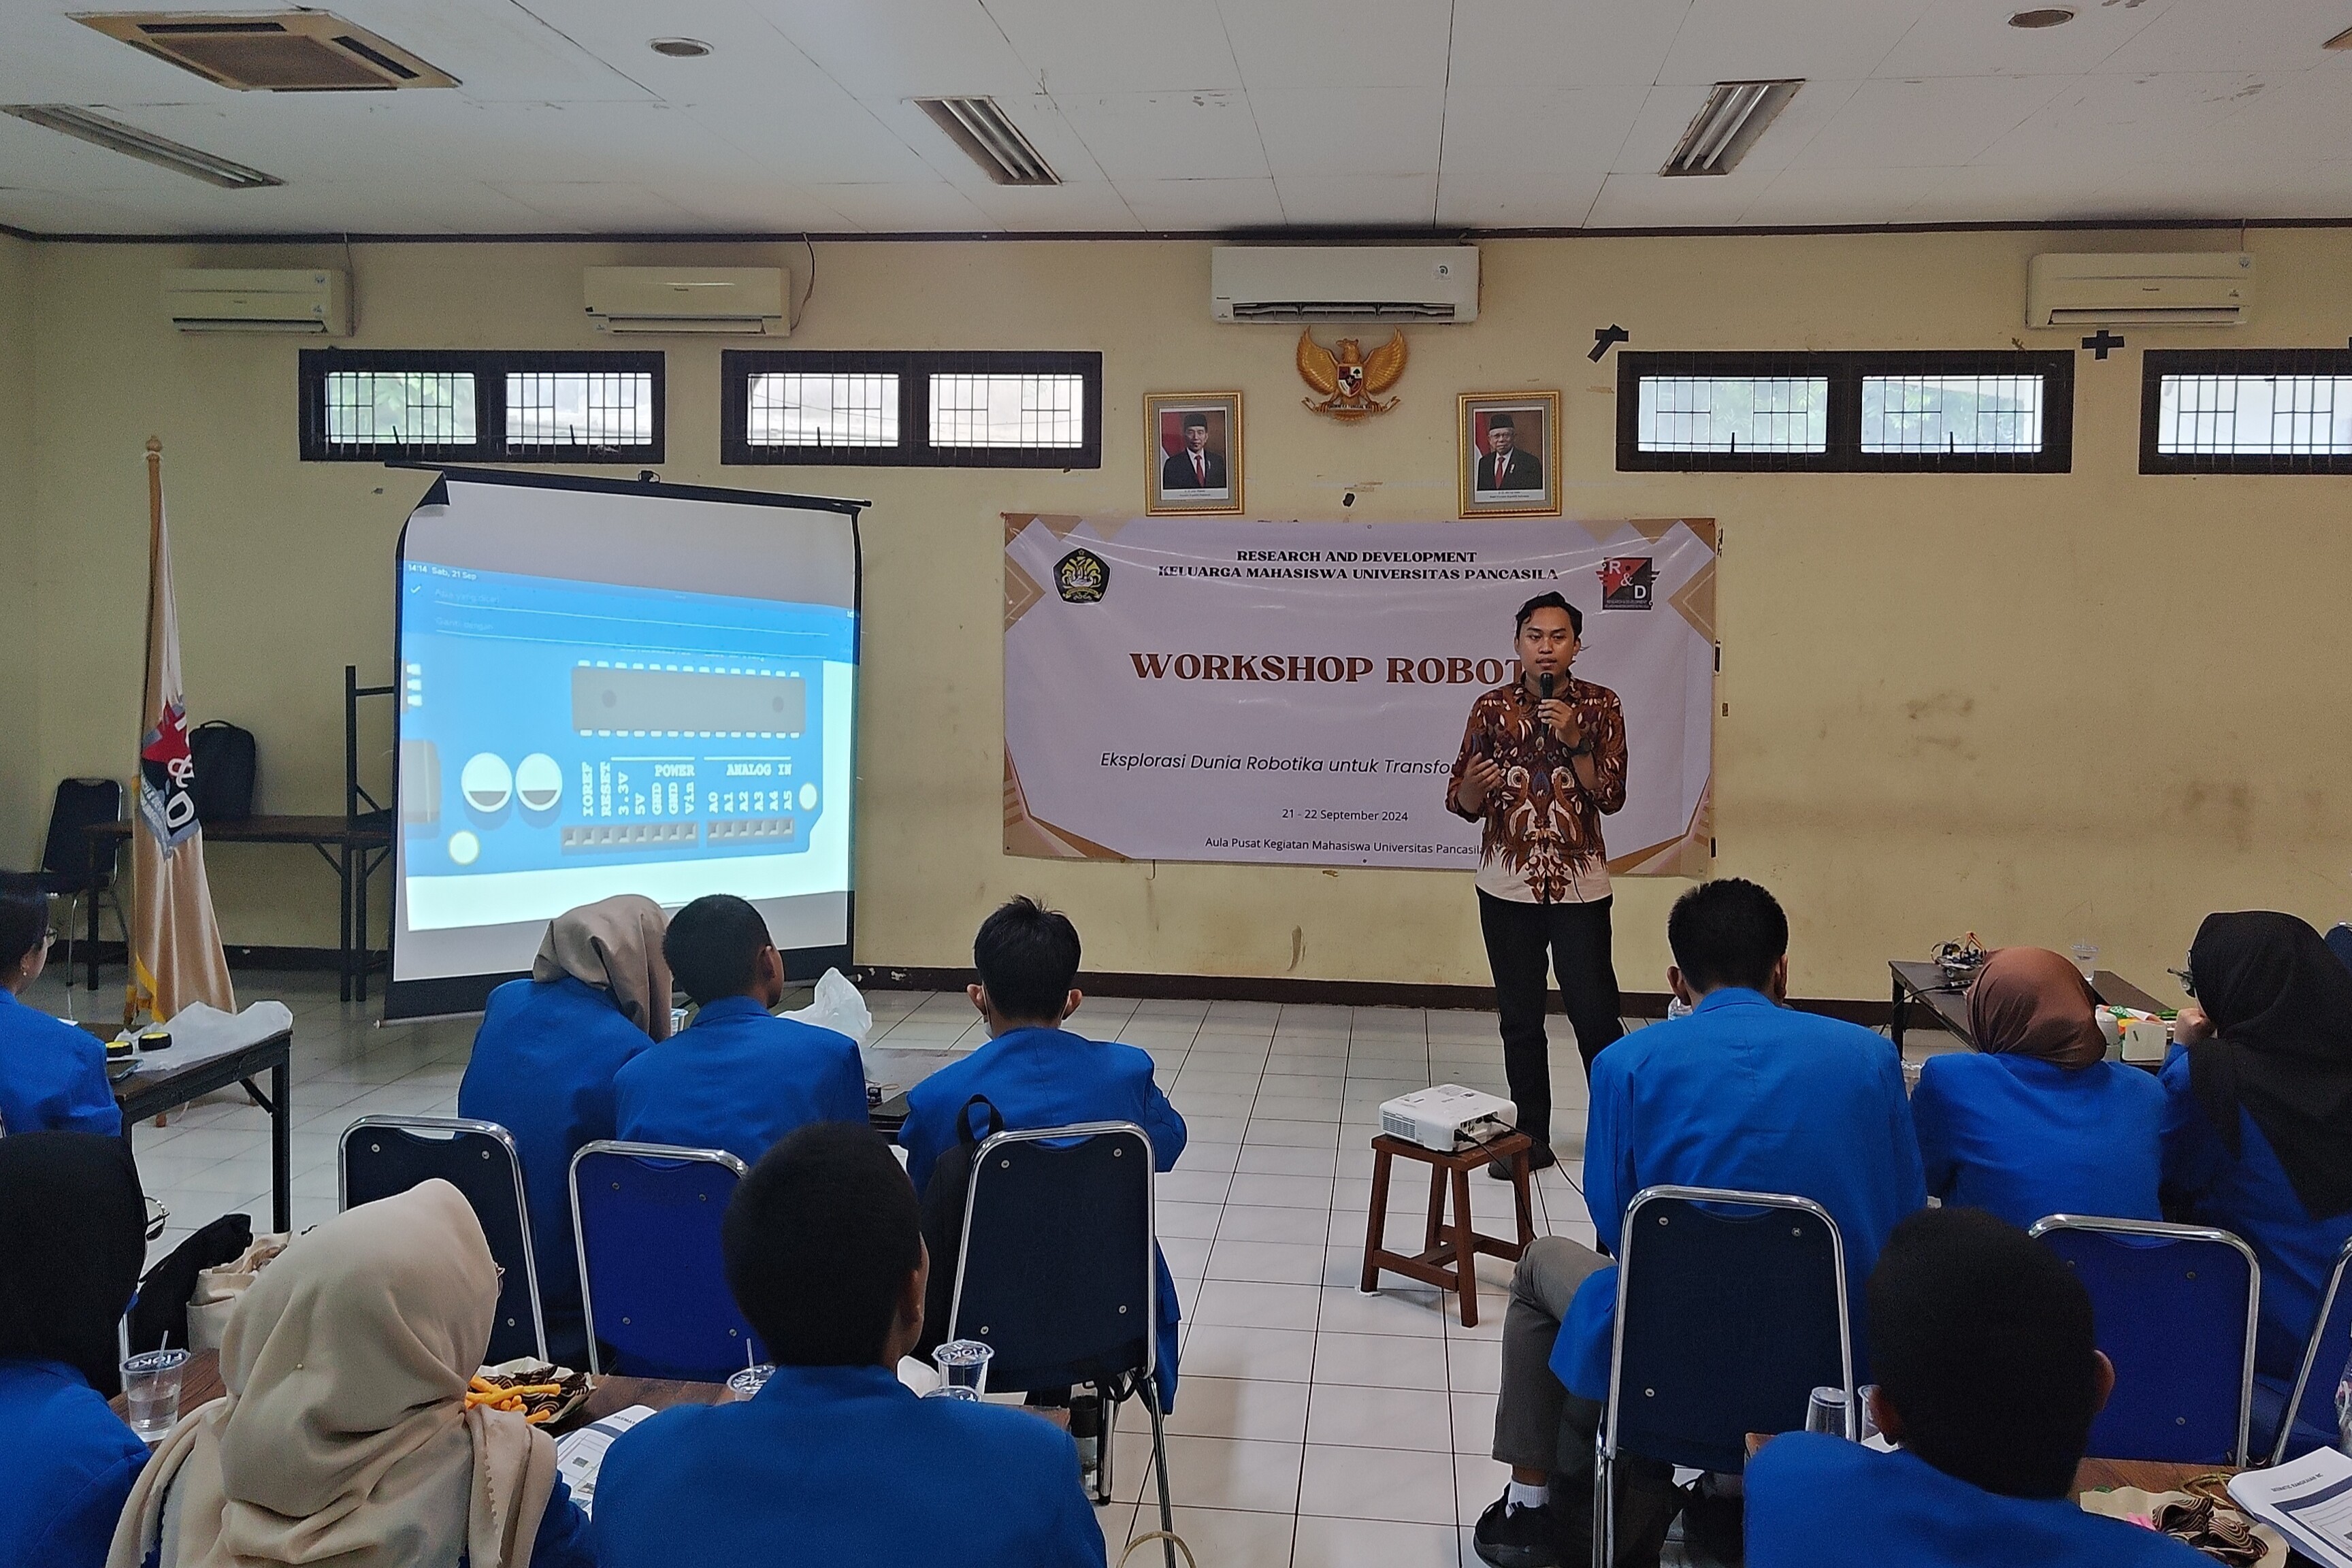 RESEARCH AND DEVELOPMENT
KELUARGA MAHASISWA UNIVERSITAS PANCASILA
R
&
D
WORKSHOP ROBOT
Eksplorasi Dunia Robotika untuk
21 - 22 September 2024
Aula Pusat Kegiatan Mahasiswa Universitas Pancasila
14:14 Sab, 21 Sep
IOREF
RESET
3.3V
5V
GND
GND
Vin
POWER
ANALOG IN
A0
A1
A2
A3
A4
A5
&
D
Panasonic
Panasonic